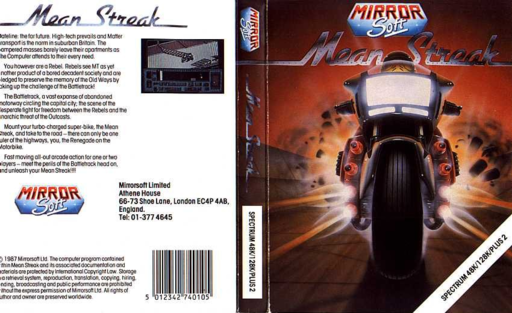 Mean Streak
Dateline: the far future. High-tech prevails and Matter
Transport is the norm in suburban Britain. The
pampered masses barely leave their apartments as
The Computer attends to their every need.
You however are a Rebel. Rebels see MT as yet
another product of a bored decadent society and are
pledged to preserve the memory of the Old Ways by
taking up the challenge of the Battletrack!
The Battletrack, a vast expanse of abandoned
motorway circling the capital city; the scene of the
desperate fight for freedom between the Rebels and the
anarchic threat of the Outcasts.
Mount your turbo-charged super-bike, the Mean
Streak, and take to the road – there can only be one
ruler of the highways, you, the Renegade on the
Motorbike.
Fast moving all-out arcade action for one or two
players – meet the perils of the Battletrack head on,
and unleash your Mean Streak!!!!
MIRROR
Soft
Mirrorsoft Limited
Athene House
66-73 Shoe Lane, London EC4P 4AB,
England.
Tel: 01-377 4645
© 1987 Mirrorsoft Ltd. The computer program contained
within Mean Streak and its associated documentation and
materials are protected by International Copyright Law. Storage
in a retrieval system, reproduction, translation, copying, hiring,
lending, broadcasting and public performance are prohibited
without the express permission of Mirrorsoft Ltd. All rights of
author and owner are preserved worldwide.
5 012342 740105
MIRROR
Soft
Mean Streak
SPECTRUM 48K/128K/PLUS 2
MIRROR
Soft
Mean Streak
SPECTRUM 48K/128K/PLUS 2